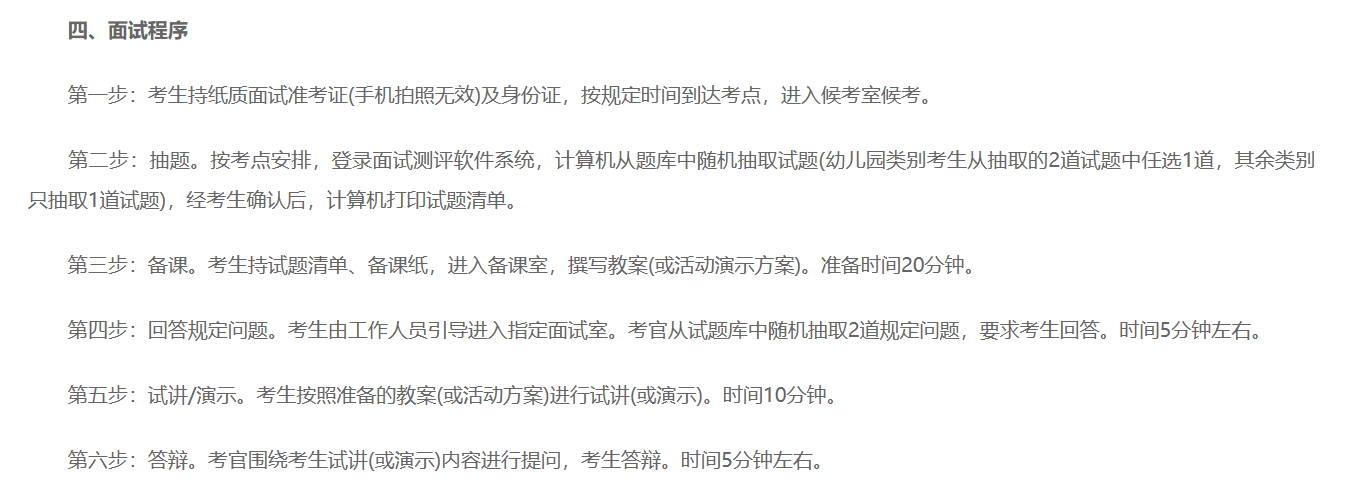 四、面试程序
第一步：考生持纸质面试准考证(手机拍照无效)及身份证，按规定时间到达考点，进入候考室候考。
第二步：抽题。按考点安排，登录面试测评软件系统，计算机从题库中随机抽取试题(幼儿园类别考生从抽取的2道试题中任选1道，其余类别
只抽取1道试题)，经考生确认后，计算机打印试题清单。
第三步：备课。考生持试题清单、备课纸，进入备课室，撰写教案(或活动演示方案)。准备时间20分钟。
第四步：回答规定问题。考生由工作人员引导进入指定面试室。考官从试题库中随机抽取2道规定问题，要求考生回答。时间5分钟左右。
第五步：试讲/演示。考生按照准备的教案(或活动方案)进行试讲(或演示)。时间10分钟。
第六步：答辩。考官围绕考生试讲(或演示)内容进行提问，考生答辩。时间5分钟左右。